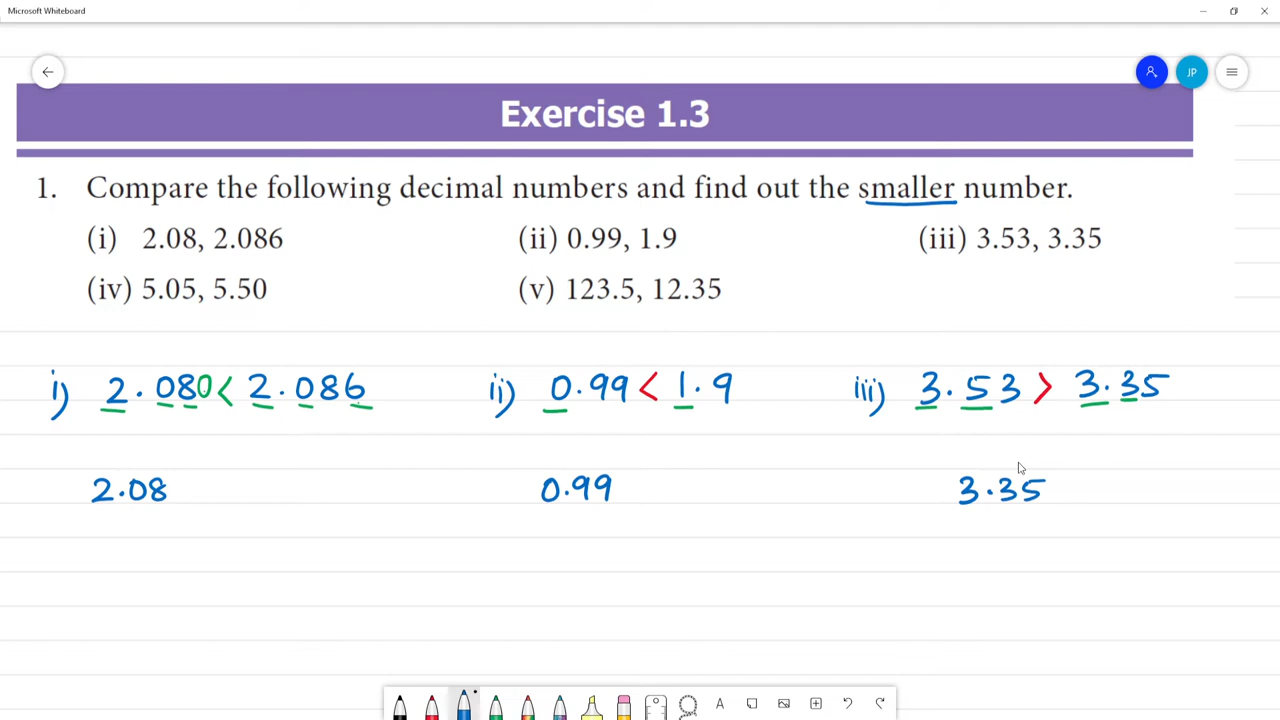 Microsoft Whiteboard
JP
Exercise 1.3
1. Compare the following decimal numbers and find out the smaller number.
(i) 2.08, 2.086 (ii) 0.99, 1.9 (iii) 3.53, 3.35
(iv) 5.05, 5.50 (v) 123.5, 12.35
i) 2.080 < 2.086 ii) 0.99 < 1.9 iii) 3.53 > 3.35
2.08 0.99 3.35
A